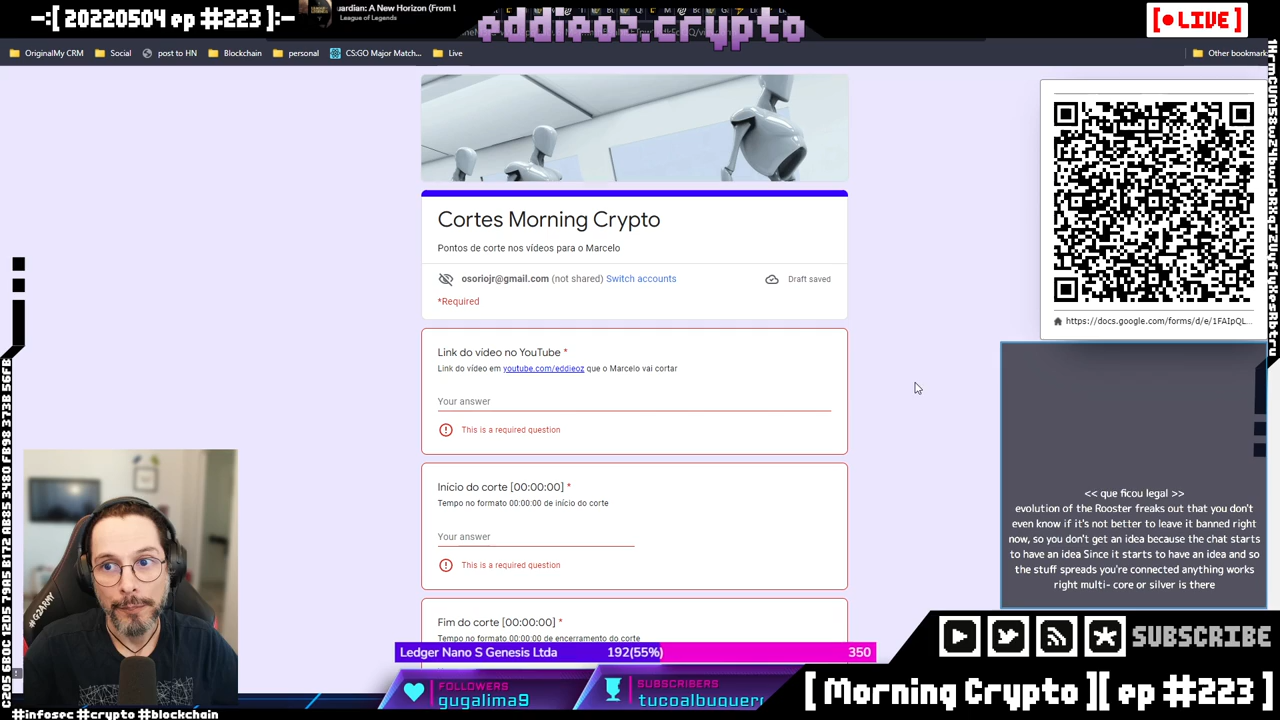 -:[ 20220504 ep #223 ]:-
uardian: A New Horizon (From L
League of Legends
eddieoz.crypto
[●LIVE]
OriginalMy CRM
Social
post to HN
Blockchain
personal
CS:GO Major Match...
Live
Other bookmark
Cortes Morning Crypto
Pontos de corte nos vídeos para o Marcelo
osoriojr@gmail.com (not shared) Switch accounts
Draft saved
*Required
Link do vídeo no YouTube *
Link do vídeo em youtube.com/eddieoz que o Marcelo vai cortar
Your answer
This is a required question
Início do corte [00:00:00] *
Tempo no formato 00:00:00 de início do corte
Your answer
This is a required question
Fim do corte [00:00:00] *
Tempo no formato 00:00:00 de encerramento do corte
https://docs.google.com/forms/d/e/1FAIpQL...
<< que ficou legal >>
evolution of the Rooster freaks out that you don't
even know if it's not better to leave it banned right
now, so you don't get an idea because the chat starts
to have an idea Since it starts to have an idea and so
the stuff spreads you're connected anything works
right multi- core or silver is there
Ledger Nano S Genesis Ltda
192(55%)
350
FOLLOWERS
gugalima9
SUBSCRIBERS
tucoalbuquerq
SUBSCRIBE
[ Morning Crypto ][ ep #223 ]
#infosec #crypto #blockchain